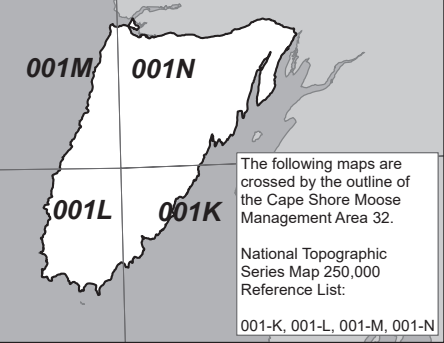 001M 001N
001L 001K
The following maps are
crossed by the outline of
the Cape Shore Moose
Management Area 32.
National Topographic
Series Map 250,000
Reference List:
001-K, 001-L, 001-M, 001-N